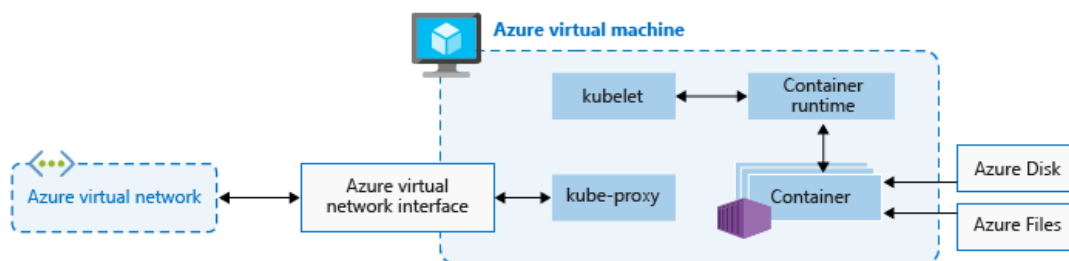 Azure virtual machine
kubelet
Container
runtime
Azure virtual network
Azure virtual
network interface
kube-proxy
Container
Azure Disk
Azure Files